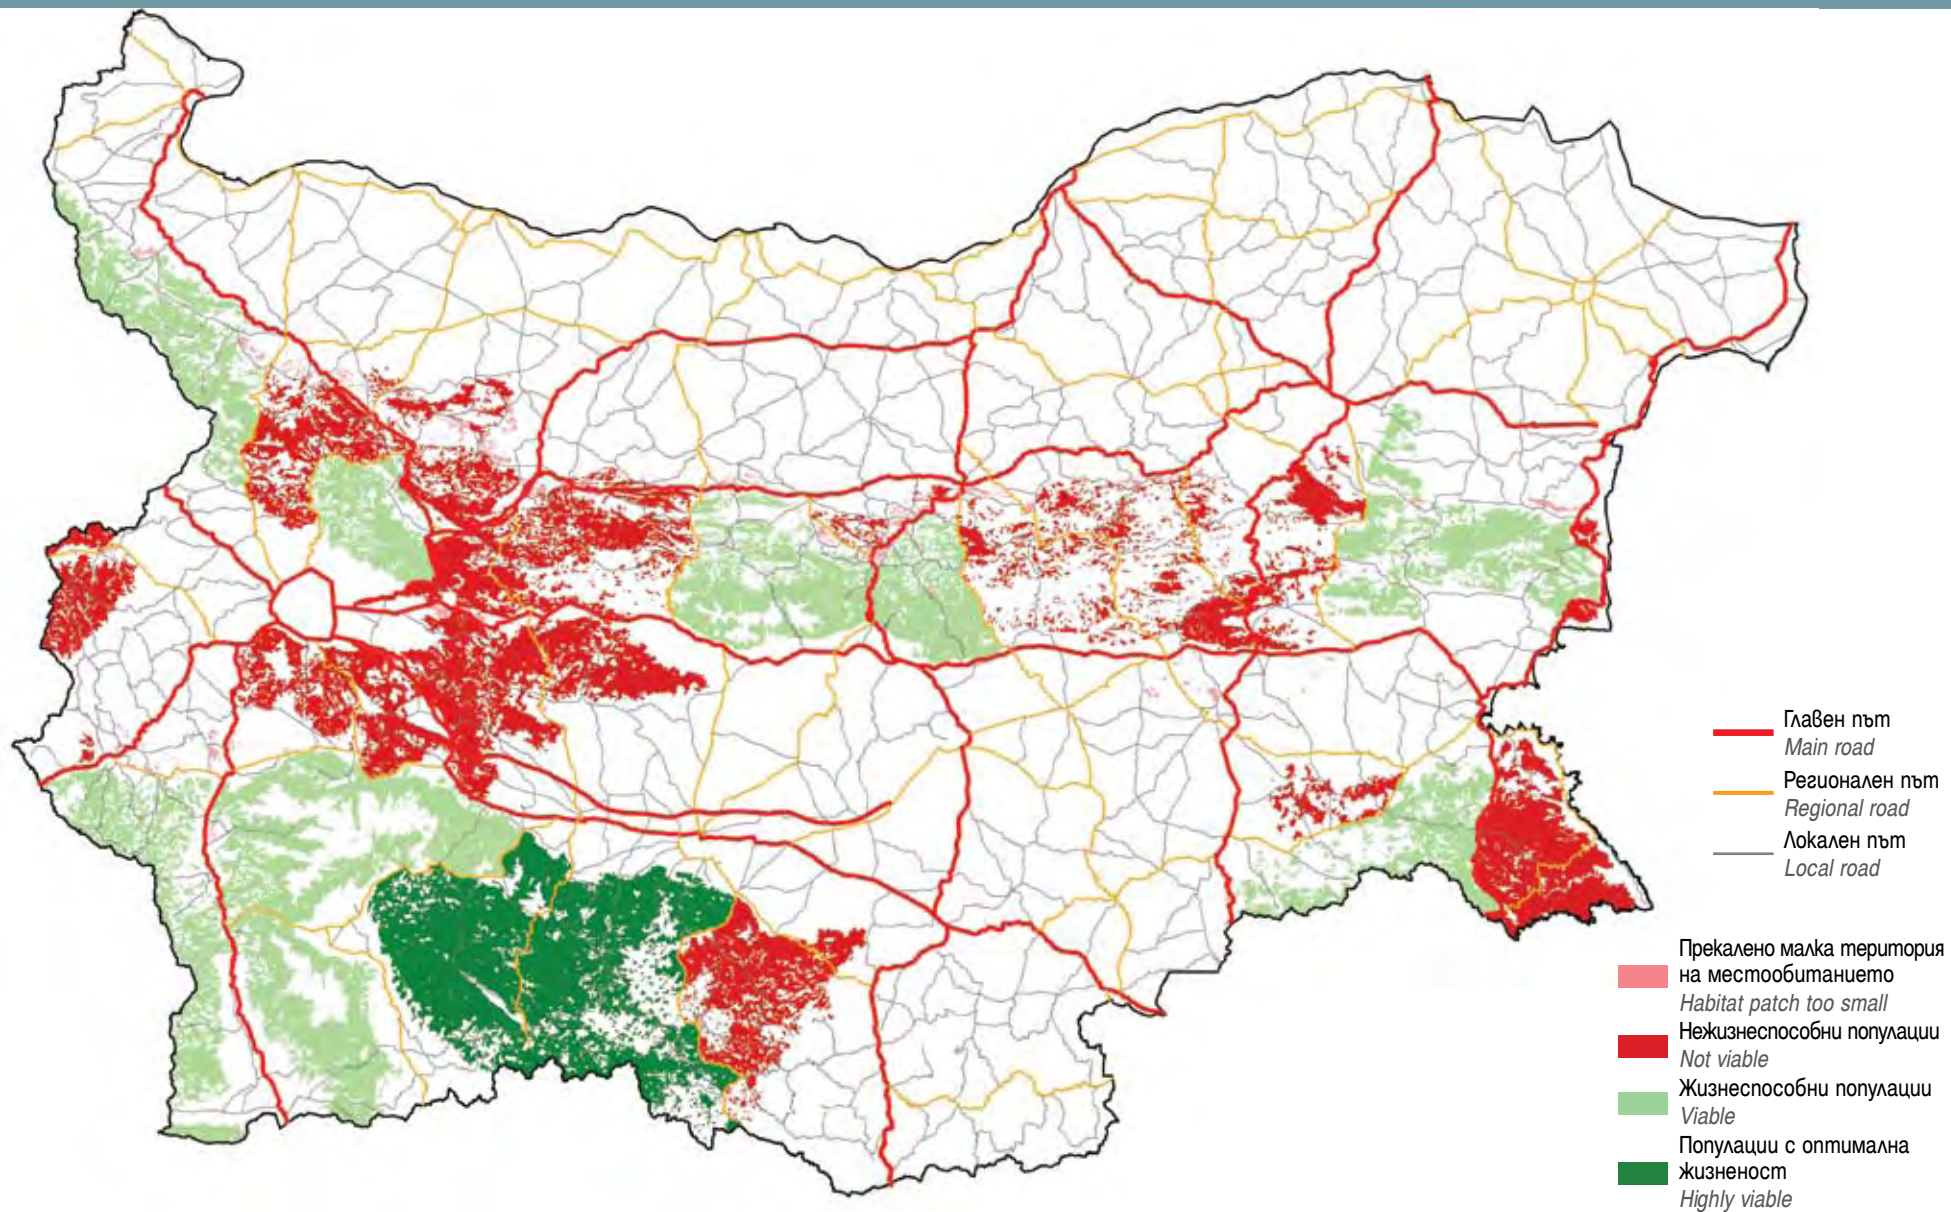 Главен път
Main road
Регионален път
Regional road
Локален път
Local road
Прекалено малка територия
на местообитанието
Habitat patch too small
Нежизнеспособни популации
Not viable
Жизнеспособни популации
Viable
Популации с оптимална
жизненост
Highly viable